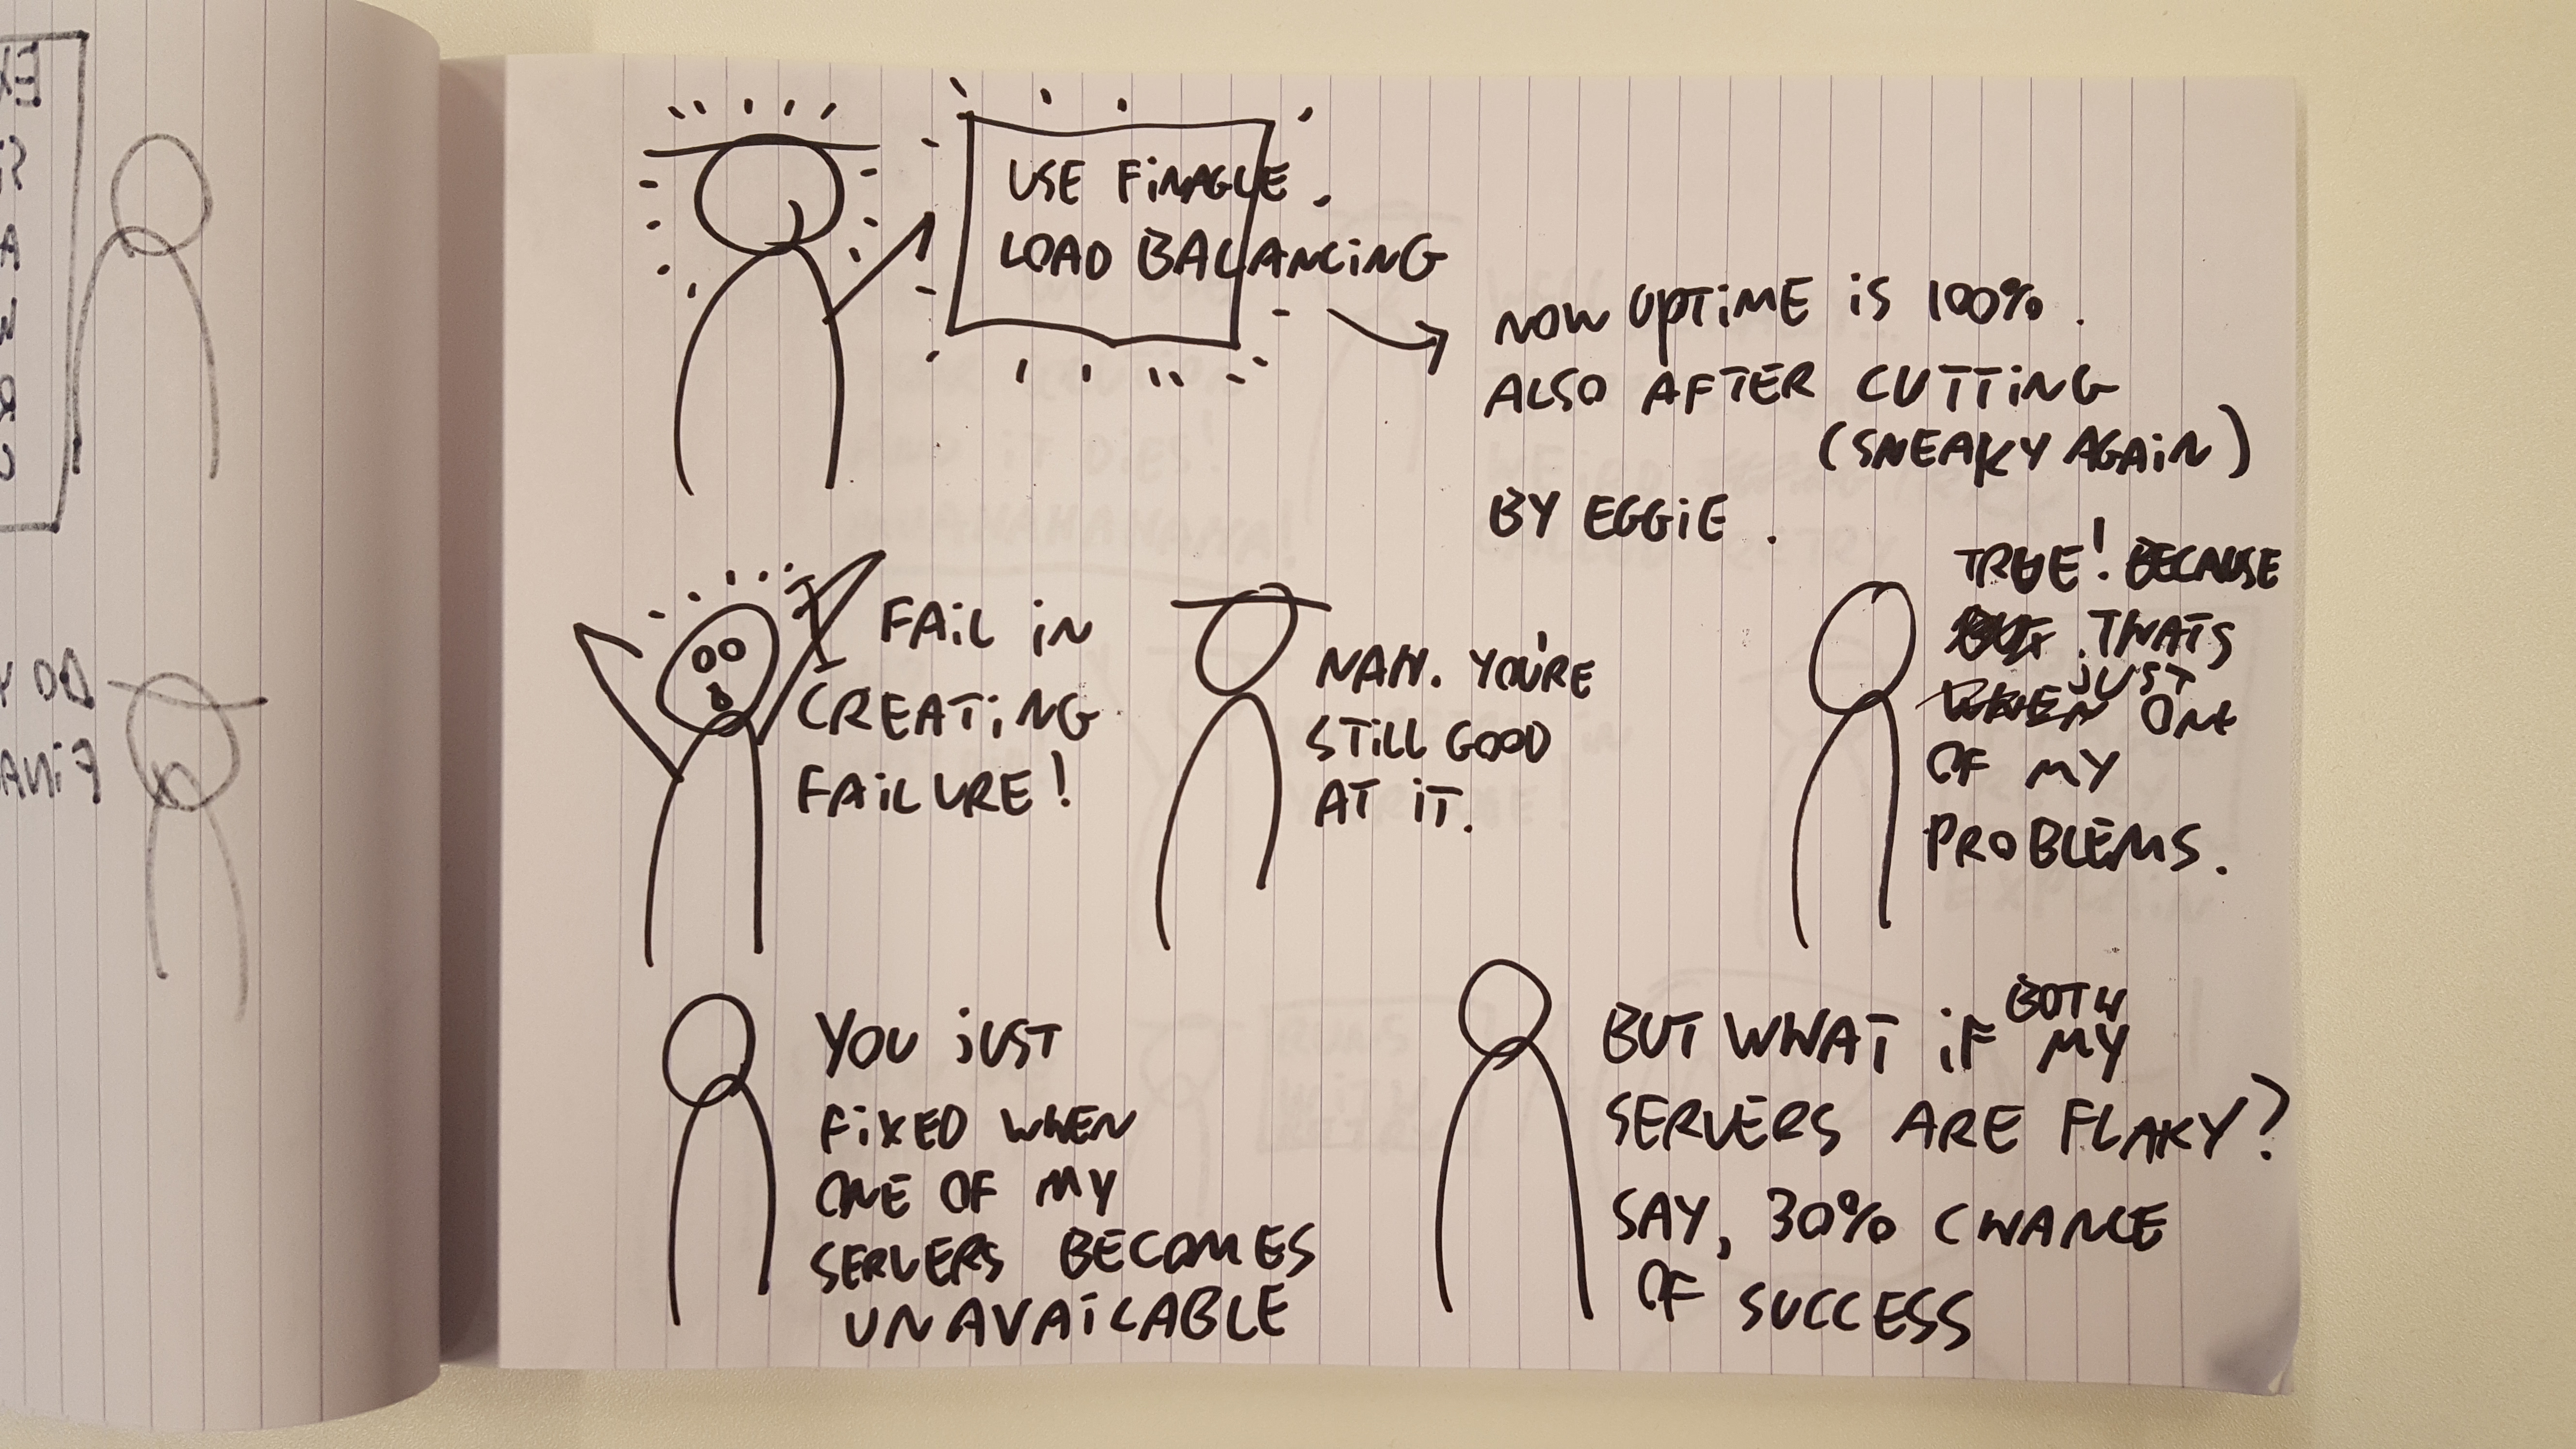 USE FINAGLE
LOAD BALANCING
NOW UPTIME IS 100%.
ALSO AFTER CUTTING
(SNEAKY AGAIN)
BY EGGIE.
FAIL IN
CREATING
FAILURE!
NAH. YOU'RE
STILL GOOD
AT IT.
TRUE! BECAUSE
THAT'S
JUST ONE
OF MY
PROBLEMS.
YOU JUST
FIXED WHEN
ONE OF MY
SERVERS BECOMES
UNAVAILABLE
BUT WHAT IF BOTH MY
SERVERS ARE FLAKY?
SAY, 30% CHANCE
OF SUCCESS
DO